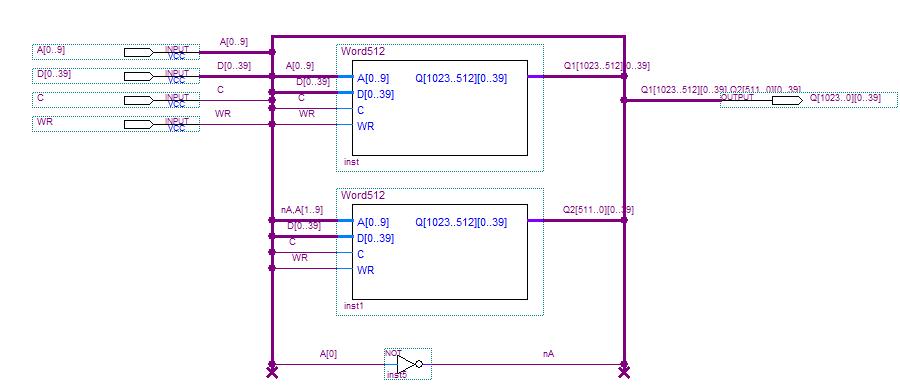 Word512
A[0..9] INPUT VCC A[0..9]
D[0..39] INPUT VCC D[0..39]
C INPUT VCC C
WR INPUT VCC WR
A[0..9] A[0..9] Q[1023..512][0..39] Q1[1023..512][0..39]
D[0..39] D[0..39]
C C
WR WR
inst
Q1[1023..512][0..39],Q2[511..0][0..39]
OUTPUT Q[1023..0][0..39]
Word512
nA,A[1..9] A[0..9] Q[1023..512][0..39] Q2[511..0][0..39]
D[0..39] D[0..39]
C C
WR WR
inst1
A[0] NOT nA
inst5